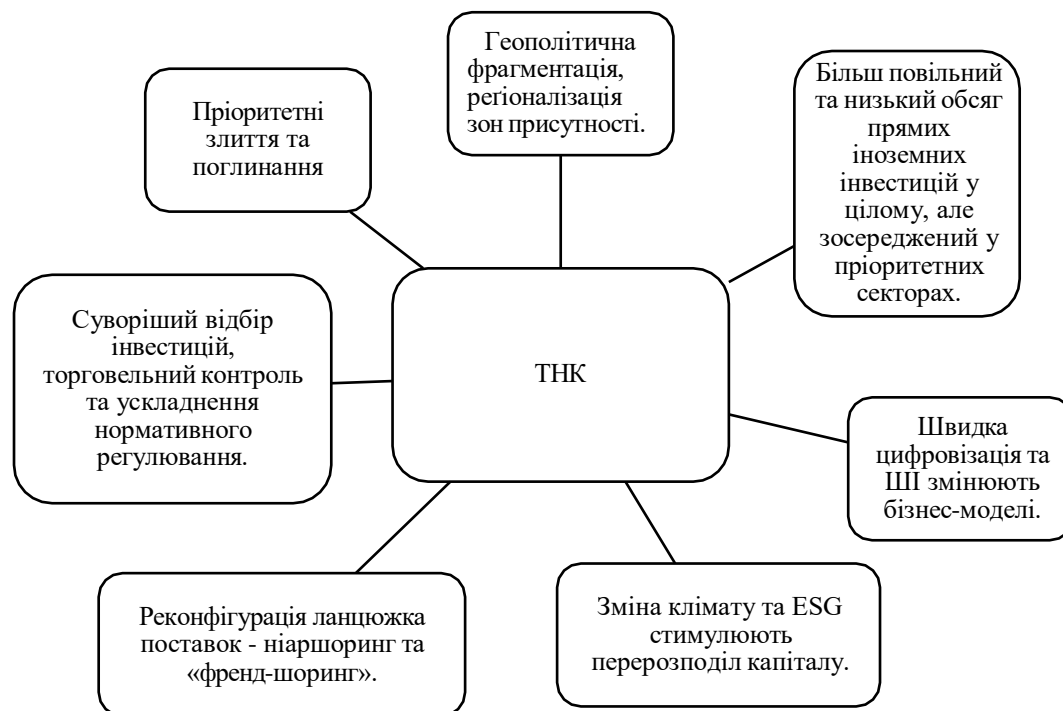 Геополітична
фрагментація,
реґіоналізація
зон присутності.
Пріоритетні
злиття та
поглинання
Більш повільний
та низький обсяг
прямих
іноземних
інвестицій у
цілому, але
зосереджений у
пріоритетних
секторах.
Суворіший відбір
інвестицій,
торговельний контроль
та ускладнення
нормативного
регулювання.
ТНК
Швидка
цифровізація та
ШІ змінюють
бізнес-моделі.
Реконфігурація ланцюжка
поставок - ніаршоринг та
«френд-шоринг».
Зміна клімату та ESG
стимулюють
перерозподіл капіталу.